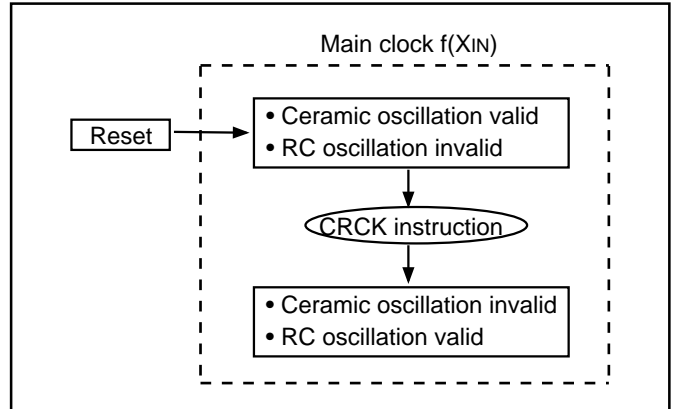 Main clock f(XIN)
Reset
• Ceramic oscillation valid
• RC oscillation invalid
CRCK instruction
• Ceramic oscillation invalid
• RC oscillation valid